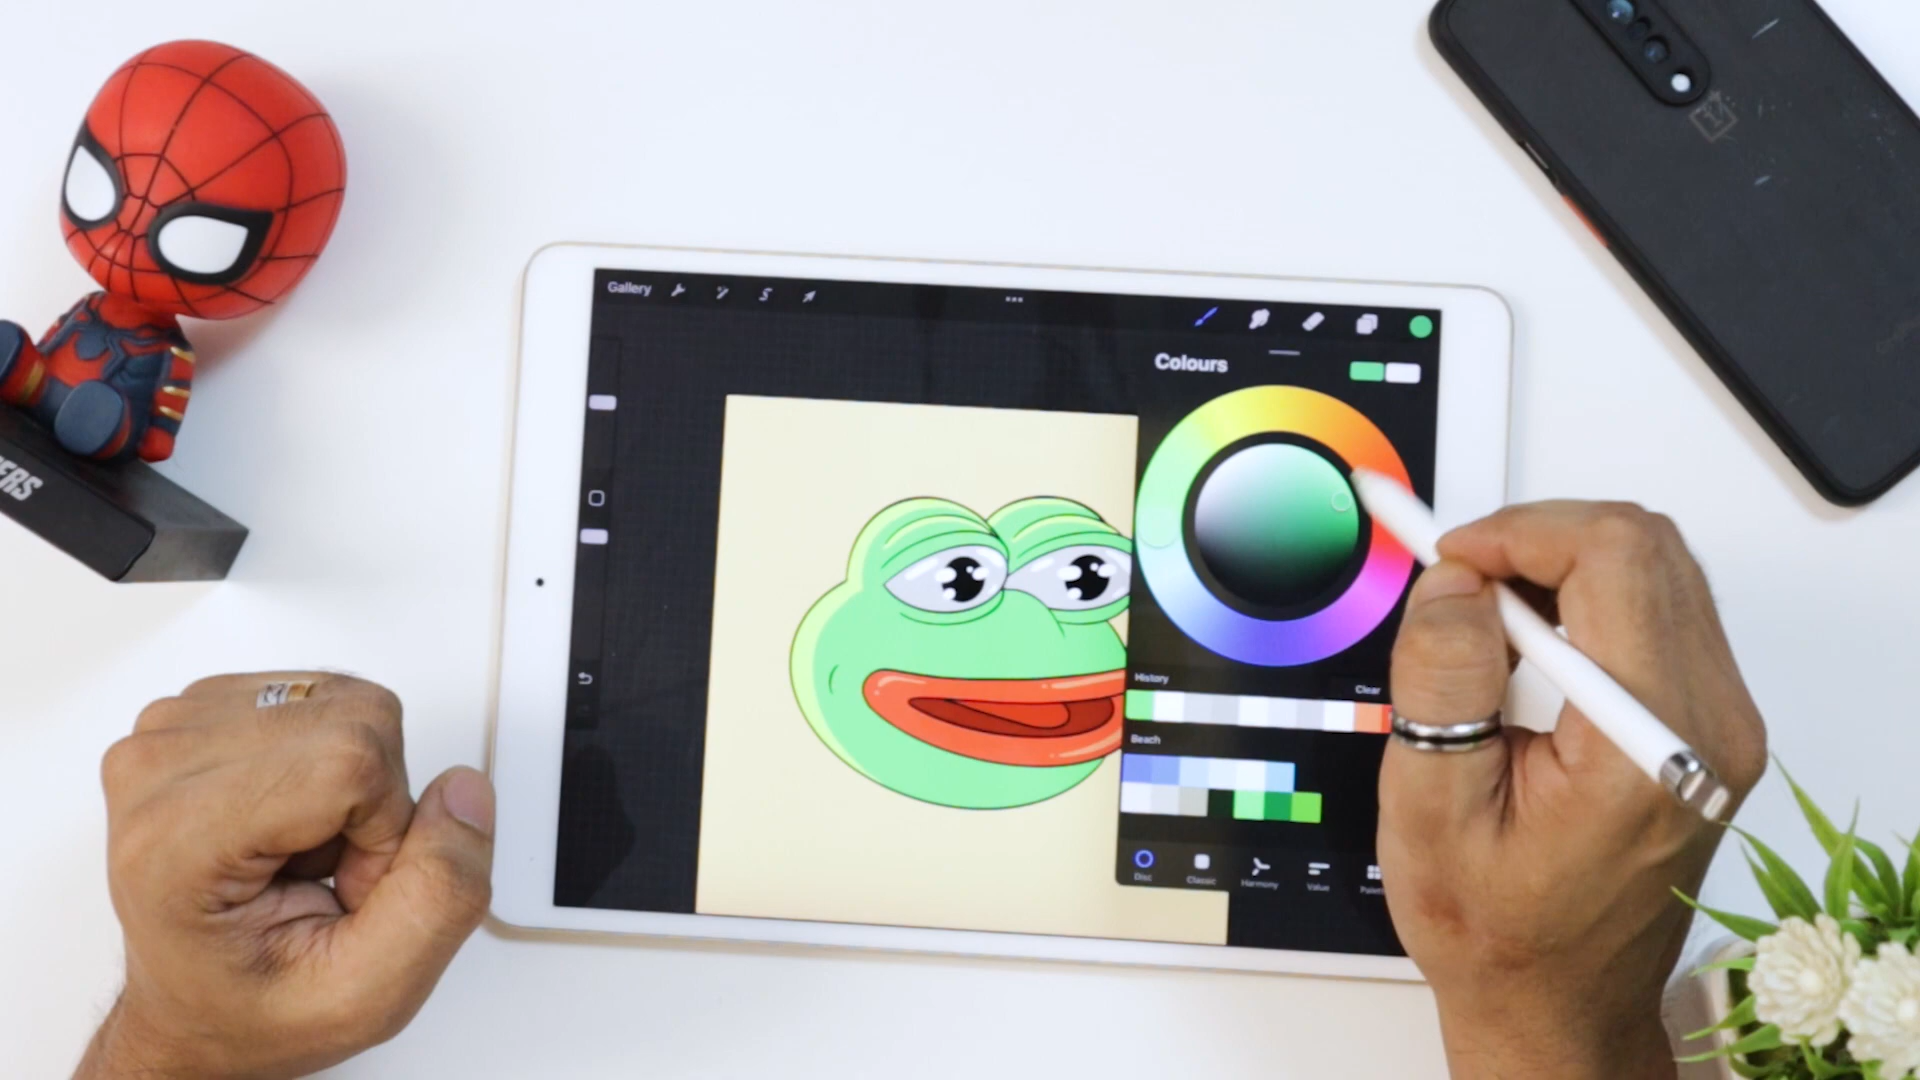 Gallery
Colours
History
Clear
Beach
Disc
Classic
Harmony
Value
ERS